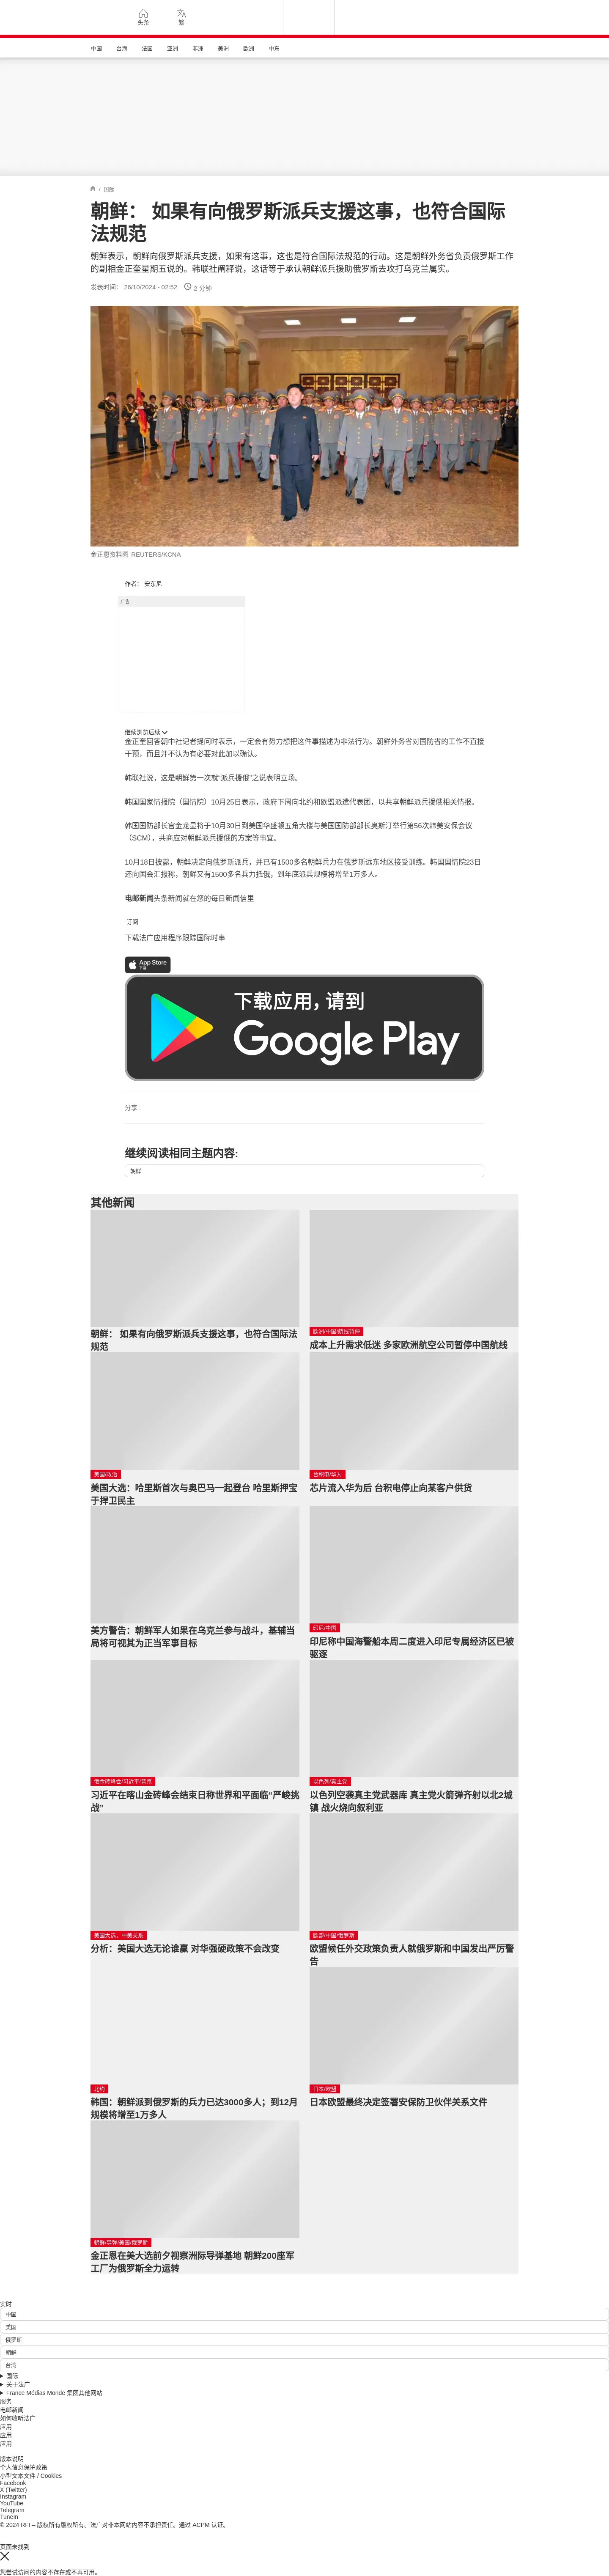 头条
繁
中国 台海 法国 亚洲 非洲 美洲 欧洲 中东
/ 国际
朝鲜： 如果有向俄罗斯派兵支援这事，也符合国际
法规范
朝鲜表示，朝鲜向俄罗斯派兵支援，如果有这事，这也是符合国际法规范的行动。这是朝鲜外务省负责俄罗斯工作
的副相金正奎星期五说的。韩联社阐释说，这话等于承认朝鲜派兵援助俄罗斯去攻打乌克兰属实。
发表时间： 26/10/2024 - 02:52 2 分钟
金正恩资料图 REUTERS/KCNA
作者： 安东尼
广告
继续浏览后续
金正奎回答朝中社记者提问时表示，一定会有势力想把这件事描述为非法行为。朝鲜外务省对国防省的工作不直接
干预，而且并不认为有必要对此加以确认。
韩联社说，这是朝鲜第一次就“派兵援俄”之说表明立场。
韩国国家情报院（国情院）10月25日表示，政府下周向北约和欧盟派遣代表团，以共享朝鲜派兵援俄相关情报。
韩国国防部长官金龙显将于10月30日到美国华盛顿五角大楼与美国国防部部长奥斯汀举行第56次韩美安保会议
（SCM），共商应对朝鲜派兵援俄的方案等事宜。
10月18日披露，朝鲜决定向俄罗斯派兵，并已有1500多名朝鲜兵力在俄罗斯远东地区接受训练。韩国国情院23日
还向国会汇报称，朝鲜又有1500多名兵力抵俄，到年底派兵规模将增至1万多人。
电邮新闻头条新闻就在您的每日新闻信里
订阅
下载法广应用程序跟踪国际时事
App Store
下载
下载应用，请到
Google Play
分享 :
继续阅读相同主题内容:
朝鲜
其他新闻
朝鲜： 如果有向俄罗斯派兵支援这事，也符合国际法
规范
欧洲/中国/航线暂停
成本上升需求低迷 多家欧洲航空公司暂停中国航线
美国/政治
美国大选：哈里斯首次与奥巴马一起登台 哈里斯押宝
于捍卫民主
台积电/华为
芯片流入华为后 台积电停止向某客户供货
美方警告：朝鲜军人如果在乌克兰参与战斗，基辅当
局将可视其为正当军事目标
印尼/中国
印尼称中国海警船本周二度进入印尼专属经济区已被
驱逐
俄金砖峰会/习近平/普京
习近平在喀山金砖峰会结束日称世界和平面临“严峻挑
战”
以色列/真主党
以色列空袭真主党武器库 真主党火箭弹齐射以北2城
镇 战火烧向叙利亚
美国大选、中美关系
分析：美国大选无论谁赢 对华强硬政策不会改变
欧盟/中国/俄罗斯
欧盟候任外交政策负责人就俄罗斯和中国发出严厉警
告
北约
韩国：朝鲜派到俄罗斯的兵力已达3000多人；到12月
规模将增至1万多人
日本/欧盟
日本欧盟最终决定签署安保防卫伙伴关系文件
朝鲜/导弹/美国/俄罗斯
金正恩在美大选前夕视察洲际导弹基地 朝鲜200座军
工厂为俄罗斯全力运转
实时
中国
美国
俄罗斯
朝鲜
台湾
国际
关于法广
France Médias Monde 集团其他网站
服务
电邮新闻
如何收听法广
应用
应用
应用
版本说明
个人信息保护政策
小型文本文件 / Cookies
Facebook
X (Twitter)
Instagram
YouTube
Telegram
TuneIn
© 2024 RFI – 版权所有版权所有。法广对非本网站内容不承担责任。通过 ACPM 认证。
页面未找到
您尝试访问的内容不存在或不再可用。